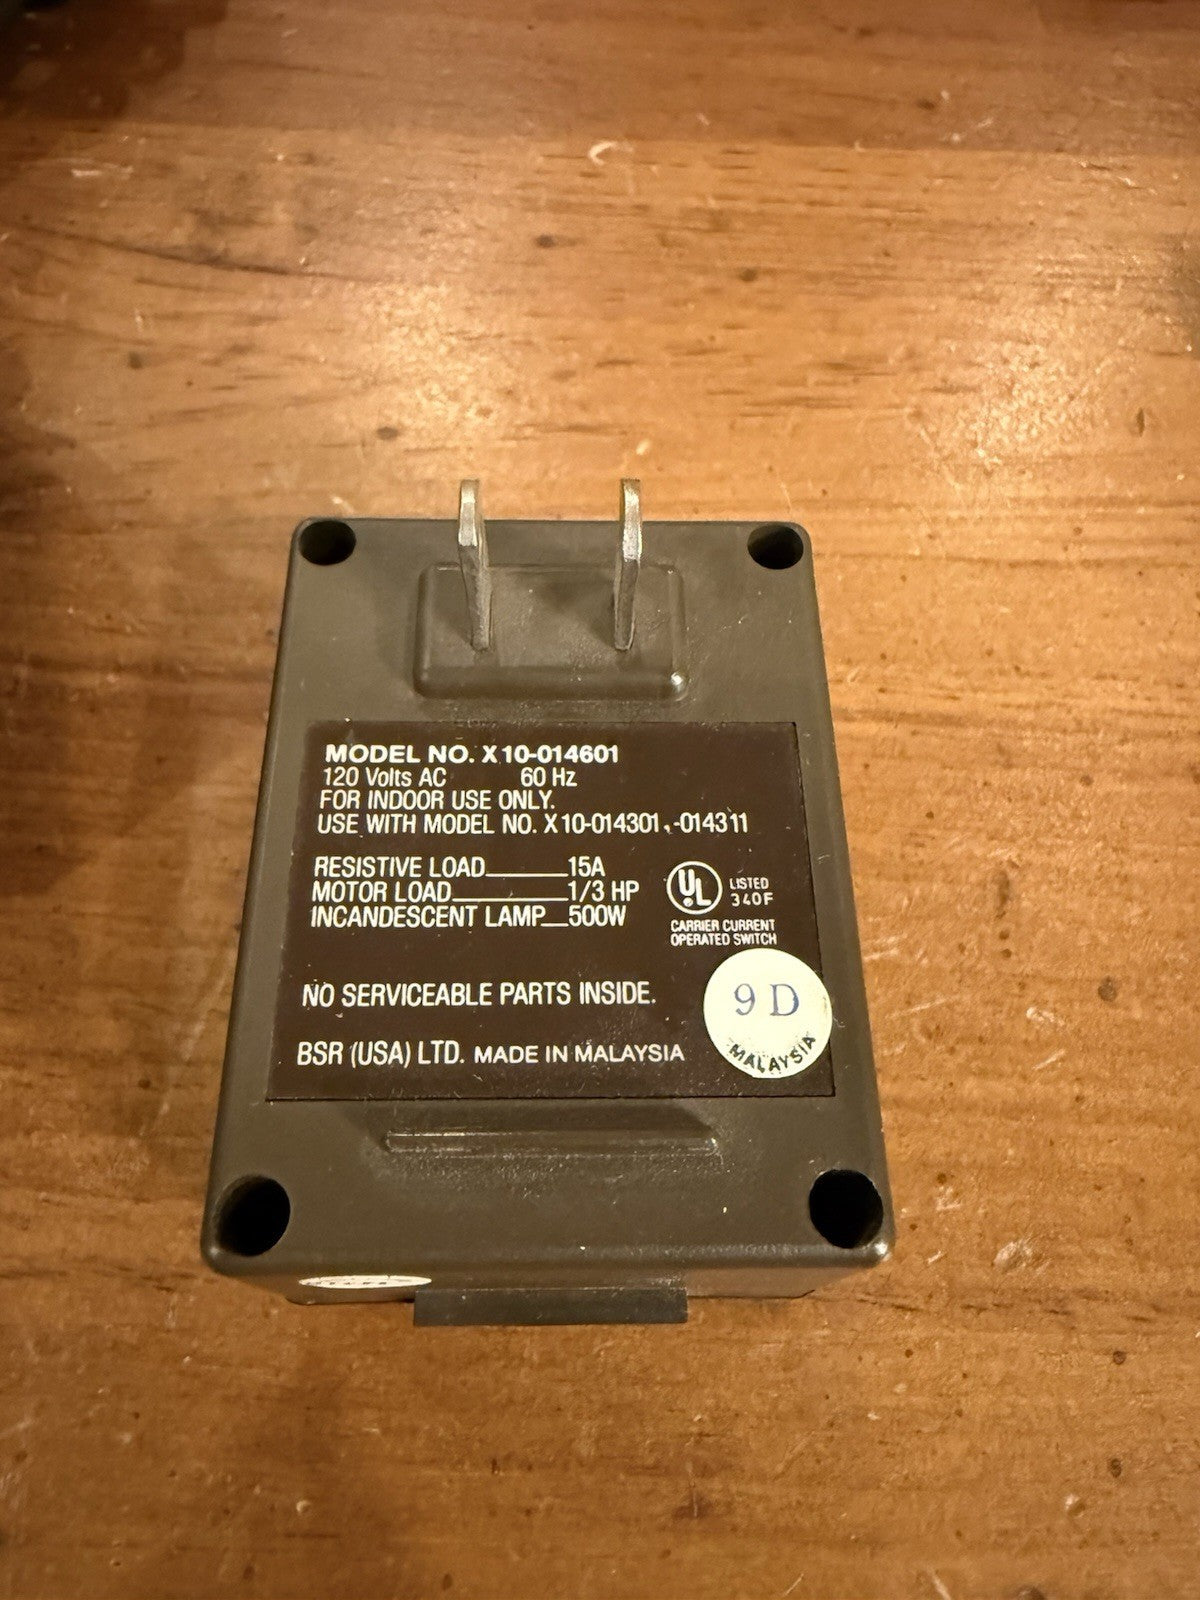 MODEL NO. X10-014601
120 Volts AC 60 Hz
FOR INDOOR USE ONLY.
USE WITH MODEL NO. X10-014301,-014311
RESISTIVE LOAD 15A
MOTOR LOAD 1/3 HP
INCANDESCENT LAMP 500W
UL
®
LISTED
340F
CARRIER CURRENT
OPERATED SWITCH
NO SERVICEABLE PARTS INSIDE.
BSR (USA) LTD. MADE IN MALAYSIA
9 D
MALAYSIA